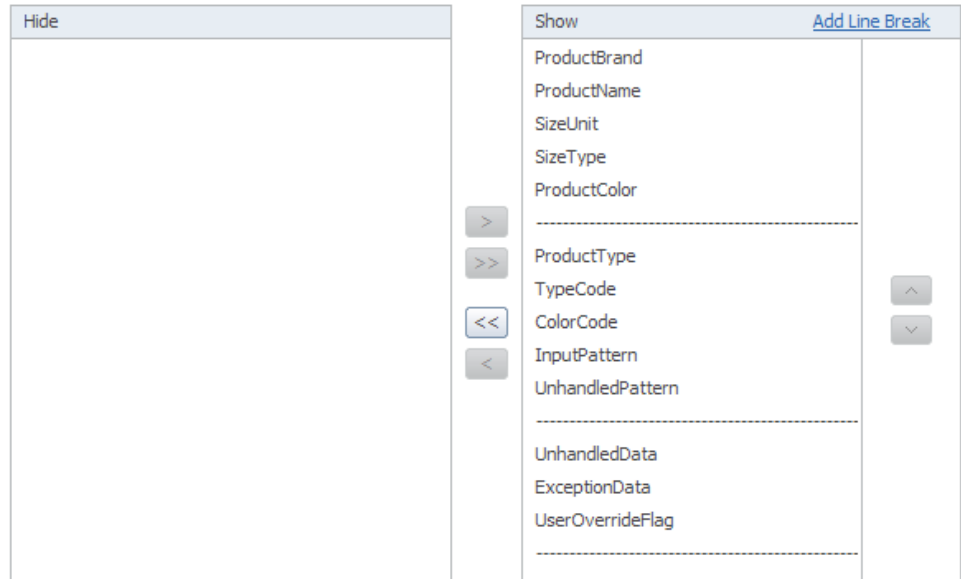 Hide
Show Add Line Break
ProductBrand
ProductName
SizeUnit
SizeType
ProductColor
>
--------------------------------------------------------------------------------
ProductType
>>
TypeCode
ColorCode
<<
InputPattern
<
UnhandledPattern
--------------------------------------------------------------------------------
UnhandledData
ExceptionData
UserOverrideFlag
--------------------------------------------------------------------------------